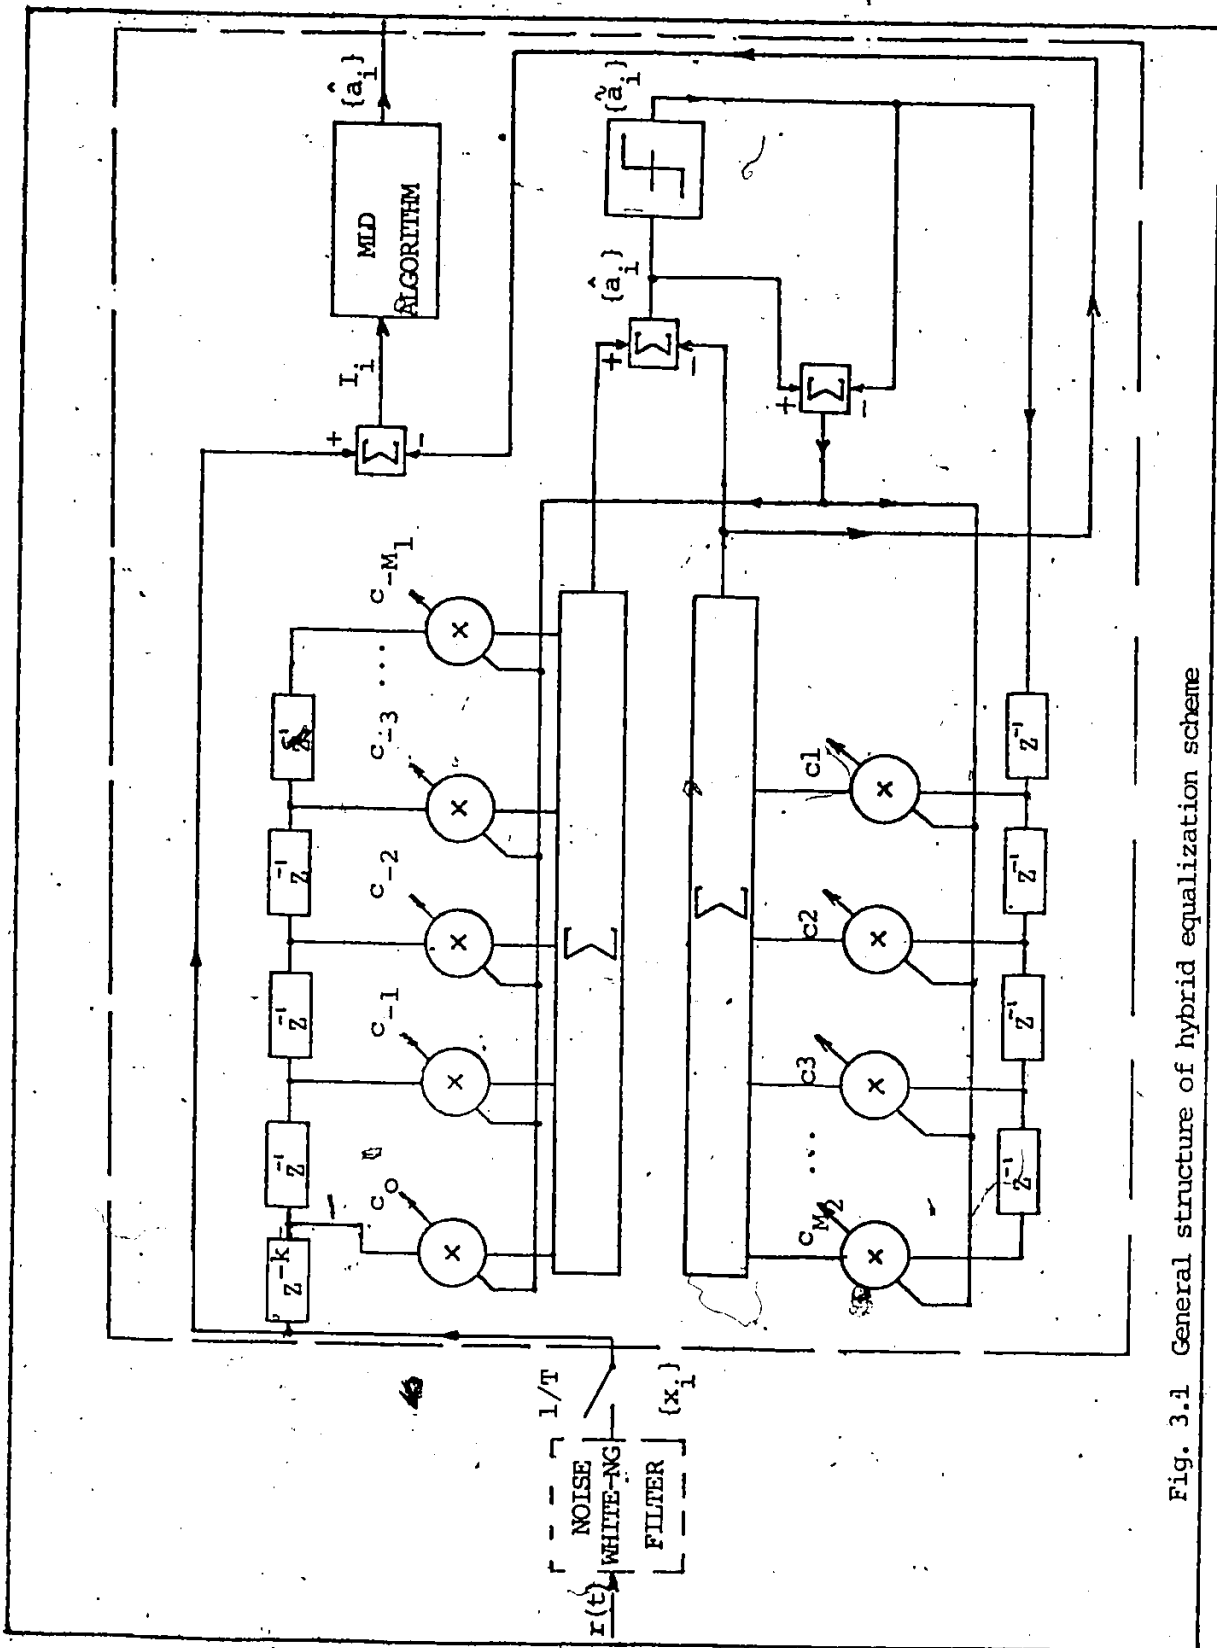 r(t)
NOISE
WHITE-NG
FILTER
1/T
{x_i}
z^-k
z^-1
z^-1
z^-1
z^-1
c_0
c_-1
c_-2
c_-3
...
c_-M_1
×
×
×
×
×
Σ
Σ
×
×
×
×
c_M_2
...
c3
c2
c1
z^-1
z^-1
z^-1
z^-1
+
Σ
-
I_i
MLD
ALGORITHM
{â_i}
+
Σ
-
{â_i}
{ã_i}
+
Σ
-
Fig. 3.1 General structure of hybrid equalization scheme